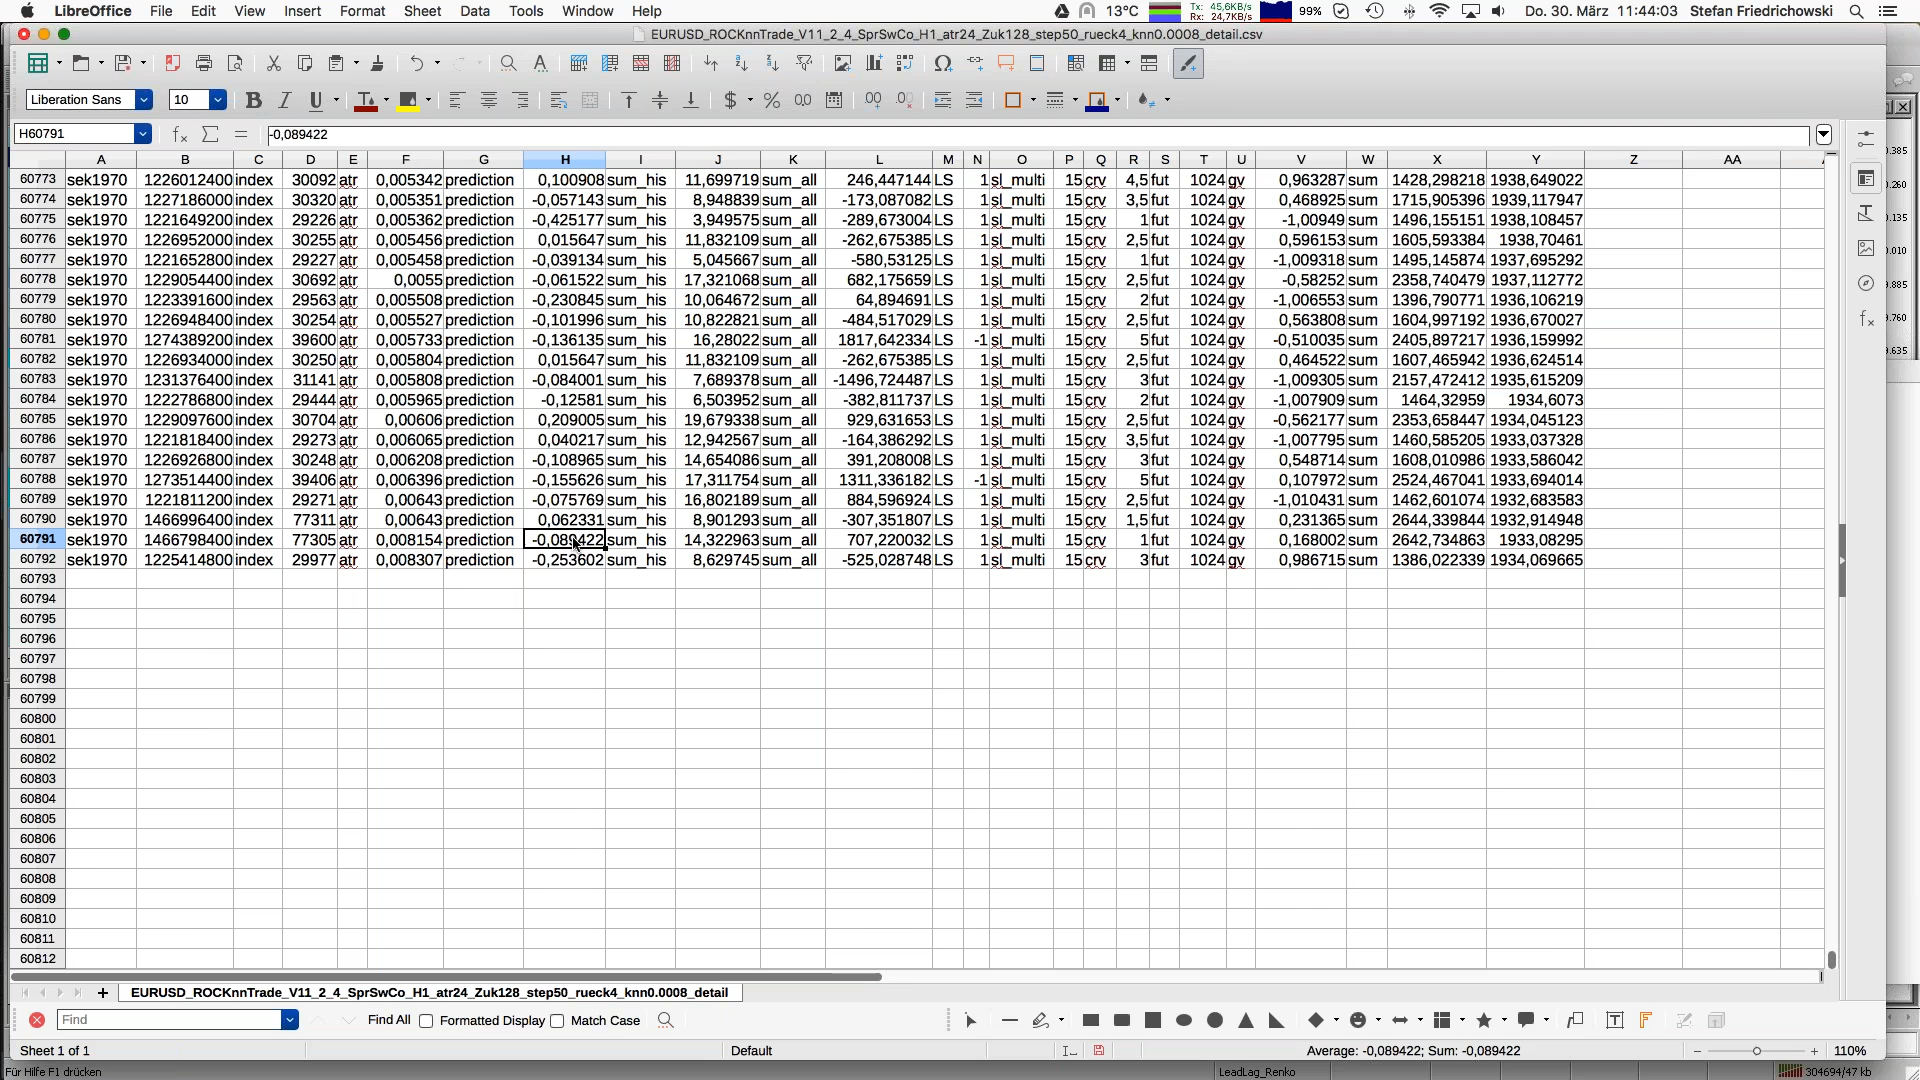 LibreOffice File Edit View Insert Format Sheet Data Tools Window Help 13°C Tx: 45,6KB/s Rx: 24,7KB/s 99% Do. 30. März 11:44:03 Stefan Friedrichowski
EURUSD_ROCKnnTrade_V11_2_4_SprSwCo_H1_atr24_Zuk128_step50_rueck4_knn0.0008_detail.csv
Liberation Sans 10
H60791 -0,089422
A B C D E F G H I J K L M N O P Q R S T U V W X Y Z AA
60773 sek1970 1226012400 index 30092 atr 0,005342 prediction 0,100908 sum_his 11,699719 sum_all 246,447144 LS 1 sl_multi 15 crv 4,5 fut 1024 gv 0,963287 sum 1428,298218 1938,649022
60774 sek1970 1227186000 index 30320 atr 0,005351 prediction -0,057143 sum_his 8,948839 sum_all -173,087082 LS 1 sl_multi 15 crv 3,5 fut 1024 gv 0,468925 sum 1715,905396 1939,117947
60775 sek1970 1221649200 index 29226 atr 0,005362 prediction -0,425177 sum_his 3,949575 sum_all -289,673004 LS 1 sl_multi 15 crv 1 fut 1024 gv -1,00949 sum 1496,155151 1938,108457
60776 sek1970 1226952000 index 30255 atr 0,005456 prediction 0,015647 sum_his 11,832109 sum_all -262,675385 LS 1 sl_multi 15 crv 2,5 fut 1024 gv 0,596153 sum 1605,593384 1938,70461
60777 sek1970 1221652800 index 29227 atr 0,005458 prediction -0,039134 sum_his 5,045667 sum_all -580,53125 LS 1 sl_multi 15 crv 1 fut 1024 gv -1,009318 sum 1495,145874 1937,695292
60778 sek1970 1229054400 index 30692 atr 0,0055 prediction -0,061522 sum_his 17,321068 sum_all 682,175659 LS 1 sl_multi 15 crv 2,5 fut 1024 gv -0,58252 sum 2358,740479 1937,112772
60779 sek1970 1223391600 index 29563 atr 0,005508 prediction -0,230845 sum_his 10,064672 sum_all 64,894691 LS 1 sl_multi 15 crv 2 fut 1024 gv -1,006553 sum 1396,790771 1936,106219
60780 sek1970 1226948400 index 30254 atr 0,005527 prediction -0,101996 sum_his 10,822821 sum_all -484,517029 LS 1 sl_multi 15 crv 2,5 fut 1024 gv 0,563808 sum 1604,997192 1936,670027
60781 sek1970 1274389200 index 39600 atr 0,005733 prediction -0,136135 sum_his 16,28022 sum_all 1817,642334 LS -1 sl_multi 15 crv 5 fut 1024 gv -0,510035 sum 2405,897217 1936,159992
60782 sek1970 1226934000 index 30250 atr 0,005804 prediction 0,015647 sum_his 11,832109 sum_all -262,675385 LS 1 sl_multi 15 crv 2,5 fut 1024 gv 0,464522 sum 1607,465942 1936,624514
60783 sek1970 1231376400 index 31141 atr 0,005808 prediction -0,084001 sum_his 7,689378 sum_all -1496,724487 LS 1 sl_multi 15 crv 3 fut 1024 gv -1,009305 sum 2157,472412 1935,615209
60784 sek1970 1222786800 index 29444 atr 0,005965 prediction -0,12581 sum_his 6,503952 sum_all -382,811737 LS 1 sl_multi 15 crv 2 fut 1024 gv -1,007909 sum 1464,32959 1934,6073
60785 sek1970 1229097600 index 30704 atr 0,00606 prediction 0,209005 sum_his 19,679338 sum_all 929,631653 LS 1 sl_multi 15 crv 2,5 fut 1024 gv -0,562177 sum 2353,658447 1934,045123
60786 sek1970 1221818400 index 29273 atr 0,006065 prediction 0,040217 sum_his 12,942567 sum_all -164,386292 LS 1 sl_multi 15 crv 3,5 fut 1024 gv -1,007795 sum 1460,585205 1933,037328
60787 sek1970 1226926800 index 30248 atr 0,006208 prediction -0,108965 sum_his 14,654086 sum_all 391,208008 LS 1 sl_multi 15 crv 3 fut 1024 gv 0,548714 sum 1608,010986 1933,586042
60788 sek1970 1273514400 index 39406 atr 0,006396 prediction -0,155626 sum_his 17,311754 sum_all 1311,336182 LS -1 sl_multi 15 crv 5 fut 1024 gv 0,107972 sum 2524,467041 1933,694014
60789 sek1970 1221811200 index 29271 atr 0,00643 prediction -0,075769 sum_his 16,802189 sum_all 884,596924 LS 1 sl_multi 15 crv 2,5 fut 1024 gv -1,010431 sum 1462,601074 1932,683583
60790 sek1970 1466996400 index 77311 atr 0,00643 prediction 0,062331 sum_his 8,901293 sum_all -307,351807 LS 1 sl_multi 15 crv 1,5 fut 1024 gv 0,231365 sum 2644,339844 1932,914948
60791 sek1970 1466798400 index 77305 atr 0,008154 prediction -0,089422 sum_his 14,322963 sum_all 707,220032 LS 1 sl_multi 15 crv 1 fut 1024 gv 0,168002 sum 2642,734863 1933,08295
60792 sek1970 1225414800 index 29977 atr 0,008307 prediction -0,253602 sum_his 8,629745 sum_all -525,028748 LS 1 sl_multi 15 crv 3 fut 1024 gv 0,986715 sum 1386,022339 1934,069665
60793
60794
60795
60796
60797
60798
60799
60800
60801
60802
60803
60804
60805
60806
60807
60808
60809
60810
60811
60812
EURUSD_ROCKnnTrade_V11_2_4_SprSwCo_H1_atr24_Zuk128_step50_rueck4_knn0.0008_detail
Find Find All Formatted Display Match Case
Sheet 1 of 1 Default Average: -0,089422; Sum: -0,089422 110%
Für Hilfe F1 drücken LeadLag_Renko 304694/47 kb